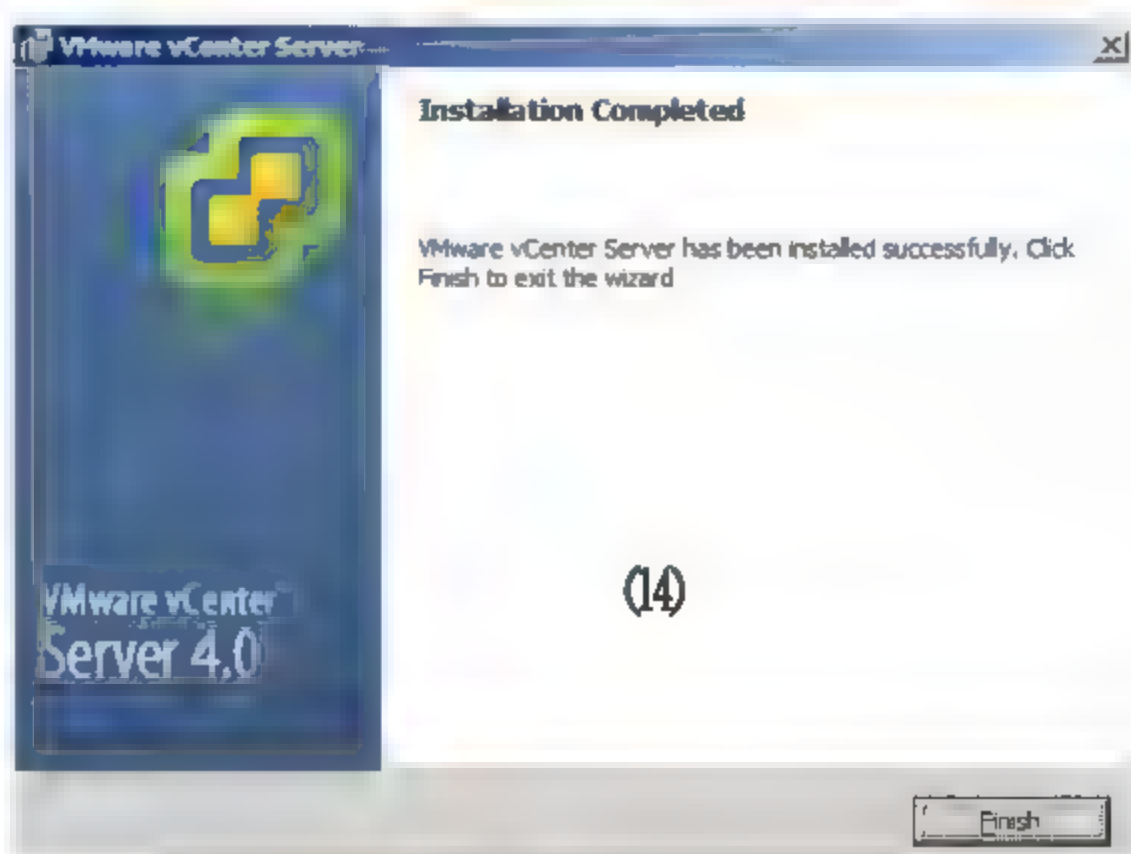 VMware vCenter Server
Installation Completed
VMware vCenter Server has been installed successfully. Click
Finish to exit the wizard
(14)
VMware vCenter™
Server 4.0
Finish